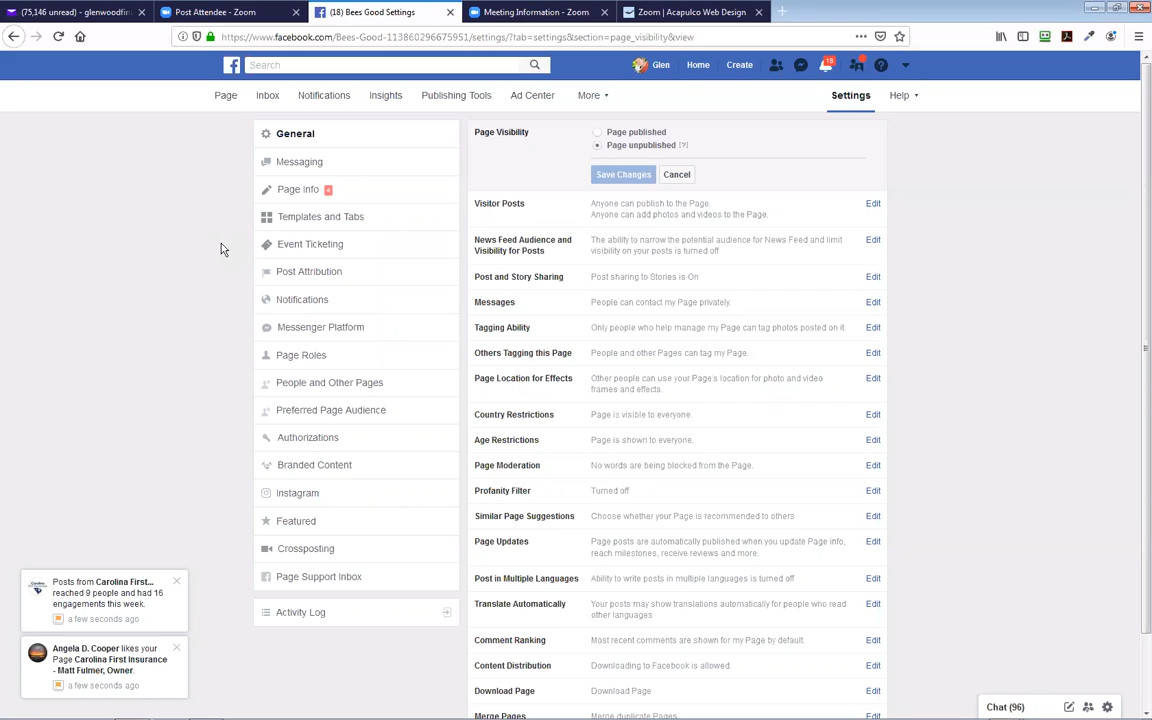 (75,146 unread) - glenwoodfin
Post Attendee - Zoom
(18) Bees Good Settings
Meeting Information - Zoom
Zoom | Acapulco Web Design
https://www.facebook.com/Bees-Good-113860296675951/settings/?tab=settings&section=page_visibility&view
Search
Glen
Home
Create
18
Page
Inbox
Notifications
Insights
Publishing Tools
Ad Center
More
Settings
Help
General
Messaging
Page Info 4
Templates and Tabs
Event Ticketing
Post Attribution
Notifications
Messenger Platform
Page Roles
People and Other Pages
Preferred Page Audience
Authorizations
Branded Content
Instagram
Featured
Crossposting
Page Support Inbox
Activity Log
Page Visibility
Page published
Page unpublished [?]
Save Changes
Cancel
Visitor Posts
Anyone can publish to the Page.
Anyone can add photos and videos to the Page.
Edit
News Feed Audience and
Visibility for Posts
The ability to narrow the potential audience for News Feed and limit
visibility on your posts is turned off
Edit
Post and Story Sharing
Post sharing to Stories is On
Edit
Messages
People can contact my Page privately.
Edit
Tagging Ability
Only people who help manage my Page can tag photos posted on it.
Edit
Others Tagging this Page
People and other Pages can tag my Page.
Edit
Page Location for Effects
Other people can use your Page's location for photo and video
frames and effects.
Edit
Country Restrictions
Page is visible to everyone.
Edit
Age Restrictions
Page is shown to everyone.
Edit
Page Moderation
No words are being blocked from the Page.
Edit
Profanity Filter
Turned off
Edit
Similar Page Suggestions
Choose whether your Page is recommended to others
Edit
Page Updates
Page posts are automatically published when you update Page info,
reach milestones, receive reviews and more.
Edit
Post in Multiple Languages
Ability to write posts in multiple languages is turned off
Edit
Translate Automatically
Your posts may show translations automatically for people who read
other languages
Edit
Comment Ranking
Most recent comments are shown for my Page by default.
Edit
Content Distribution
Downloading to Facebook is allowed.
Edit
Download Page
Download Page
Edit
Merge Pages
Merge duplicate Pages
Edit
Posts from Carolina First...
reached 9 people and had 16
engagements this week.
a few seconds ago
Angela D. Cooper likes your
Page Carolina First Insurance
- Matt Fulmer, Owner.
a few seconds ago
Chat (96)